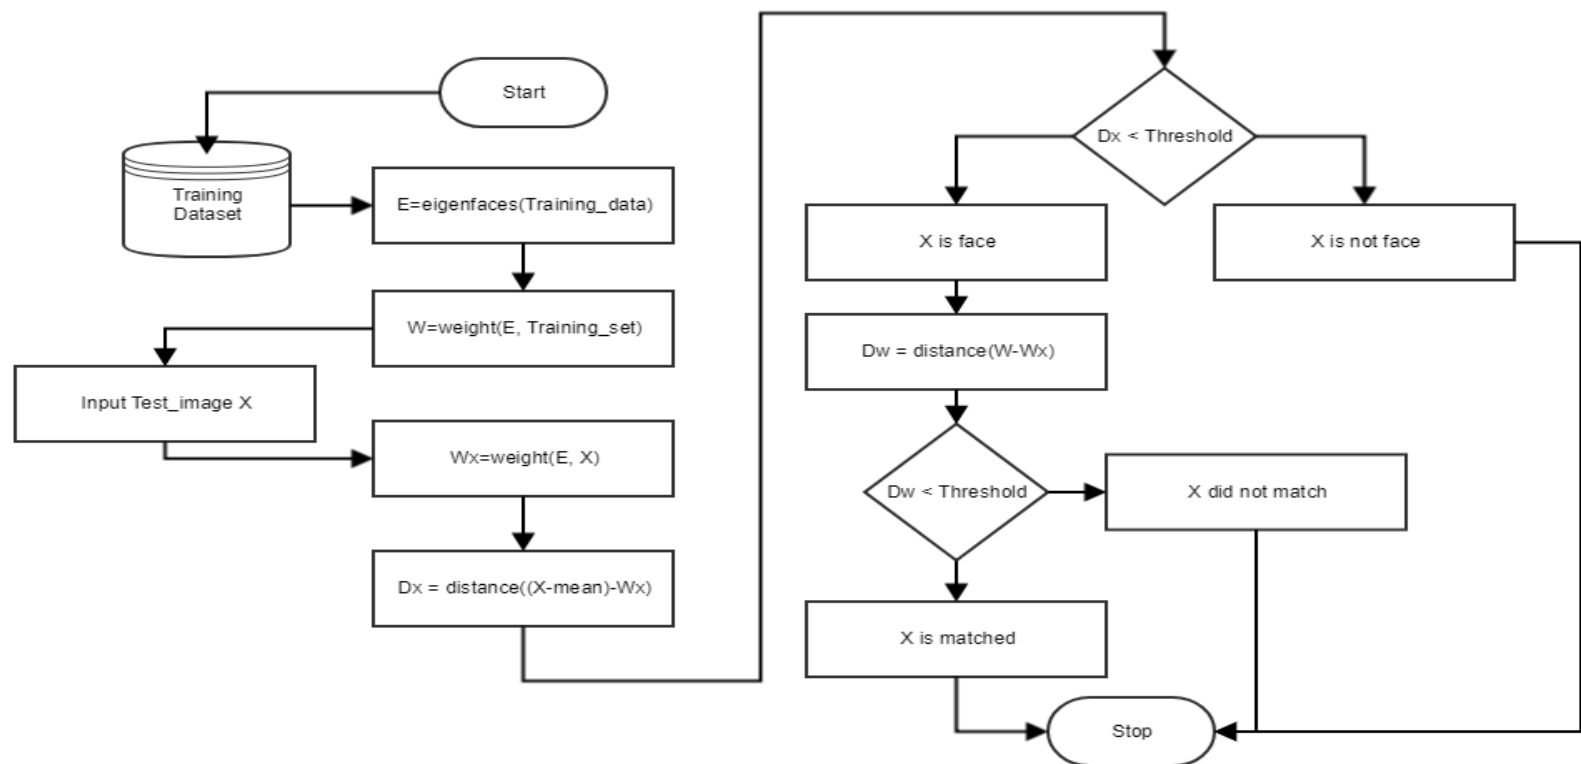 Start
Training
Dataset
E=eigenfaces(Training_data)
W=weight(E, Training_set)
Input Test_image X
Wx=weight(E, X)
Dx = distance((X-mean)-Wx)
Dx < Threshold
X is face
X is not face
Dw = distance(W-Wx)
Dw < Threshold
X did not match
X is matched
Stop